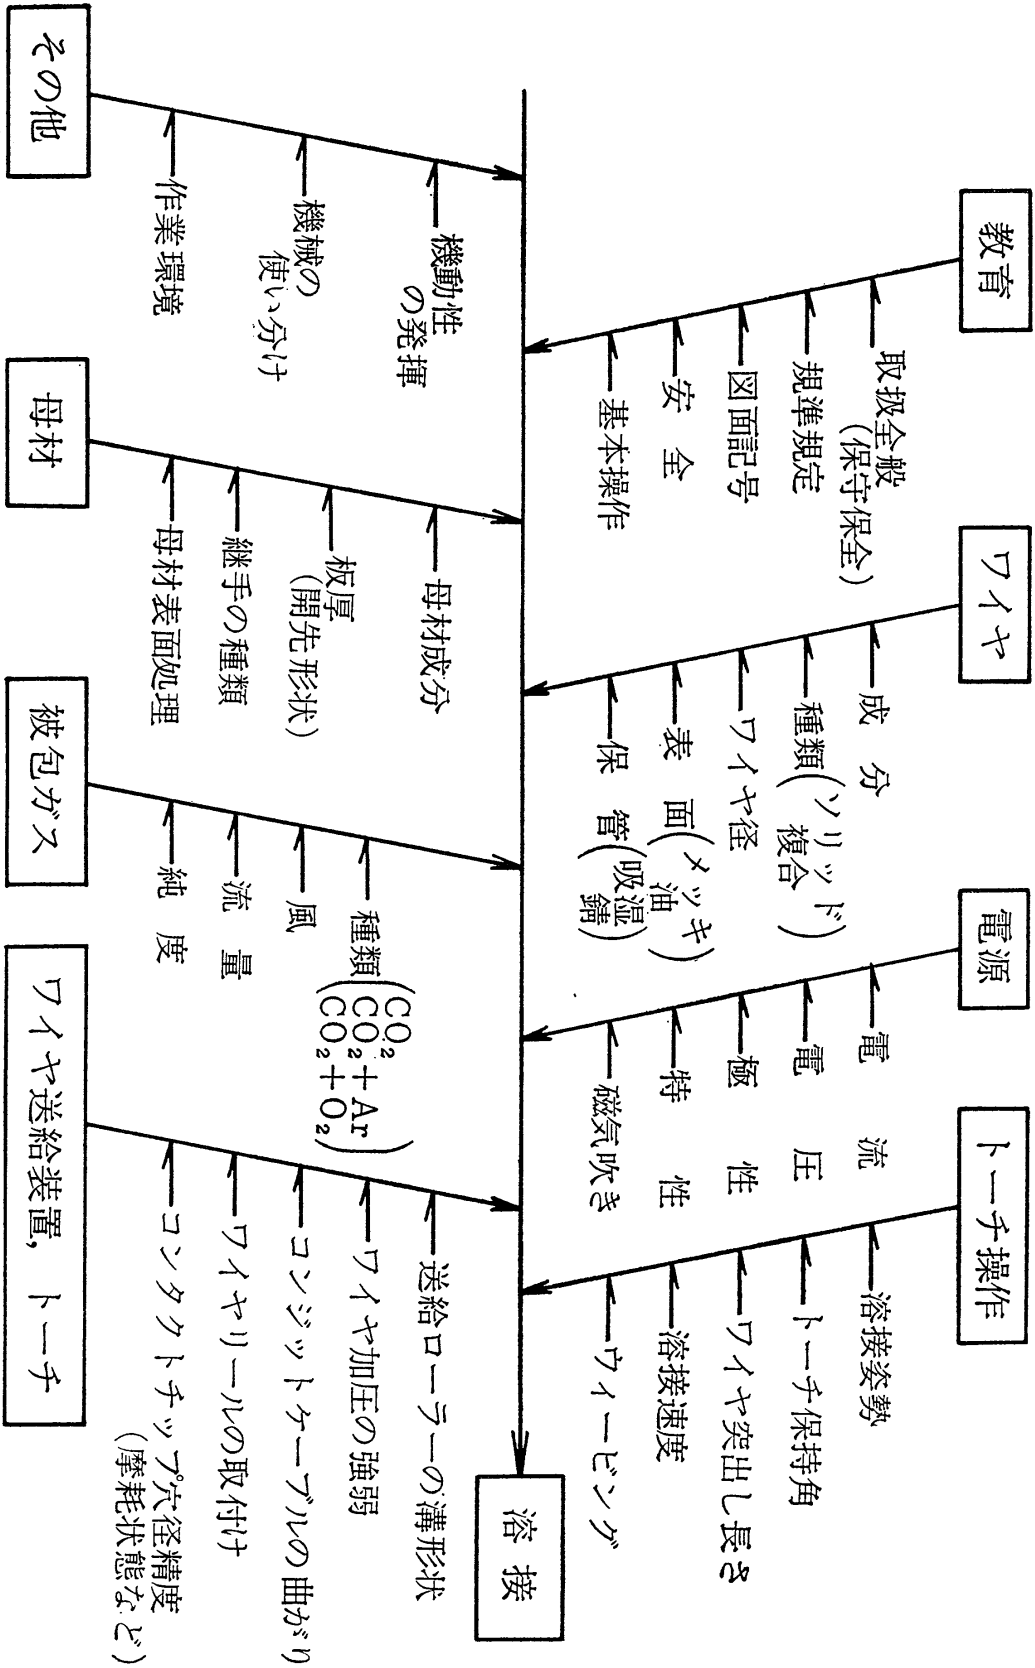 教育
取扱全般
(保守保全)
規準規定
図面記号
安全
基本操作
ワイヤ
成分
種類(ソリッド
複合)
ワイヤ径
表面(メッキ
油)
保管(吸湿
錆)
電源
電流
電圧
極性
特性
磁気吹き
トーチ操作
溶接姿勢
トーチ保持角
ワイヤ突出し長さ
溶接速度
ウィービング
溶接
その他
機動性
の発揮
機械の
使い分け
作業環境
母材
母材成分
板厚
(開先形状)
継手の種類
母材表面処理
被包ガス
種類(CO₂
CO₂+Ar
CO₂+O₂)
風
流量
純度
ワイヤ送給装置, トーチ
送給ローラーの溝形状
ワイヤ加圧の強弱
コンジットケーブルの曲がり
ワイヤリールの取付け
コンタクトチップ穴径精度
(摩耗状態など)